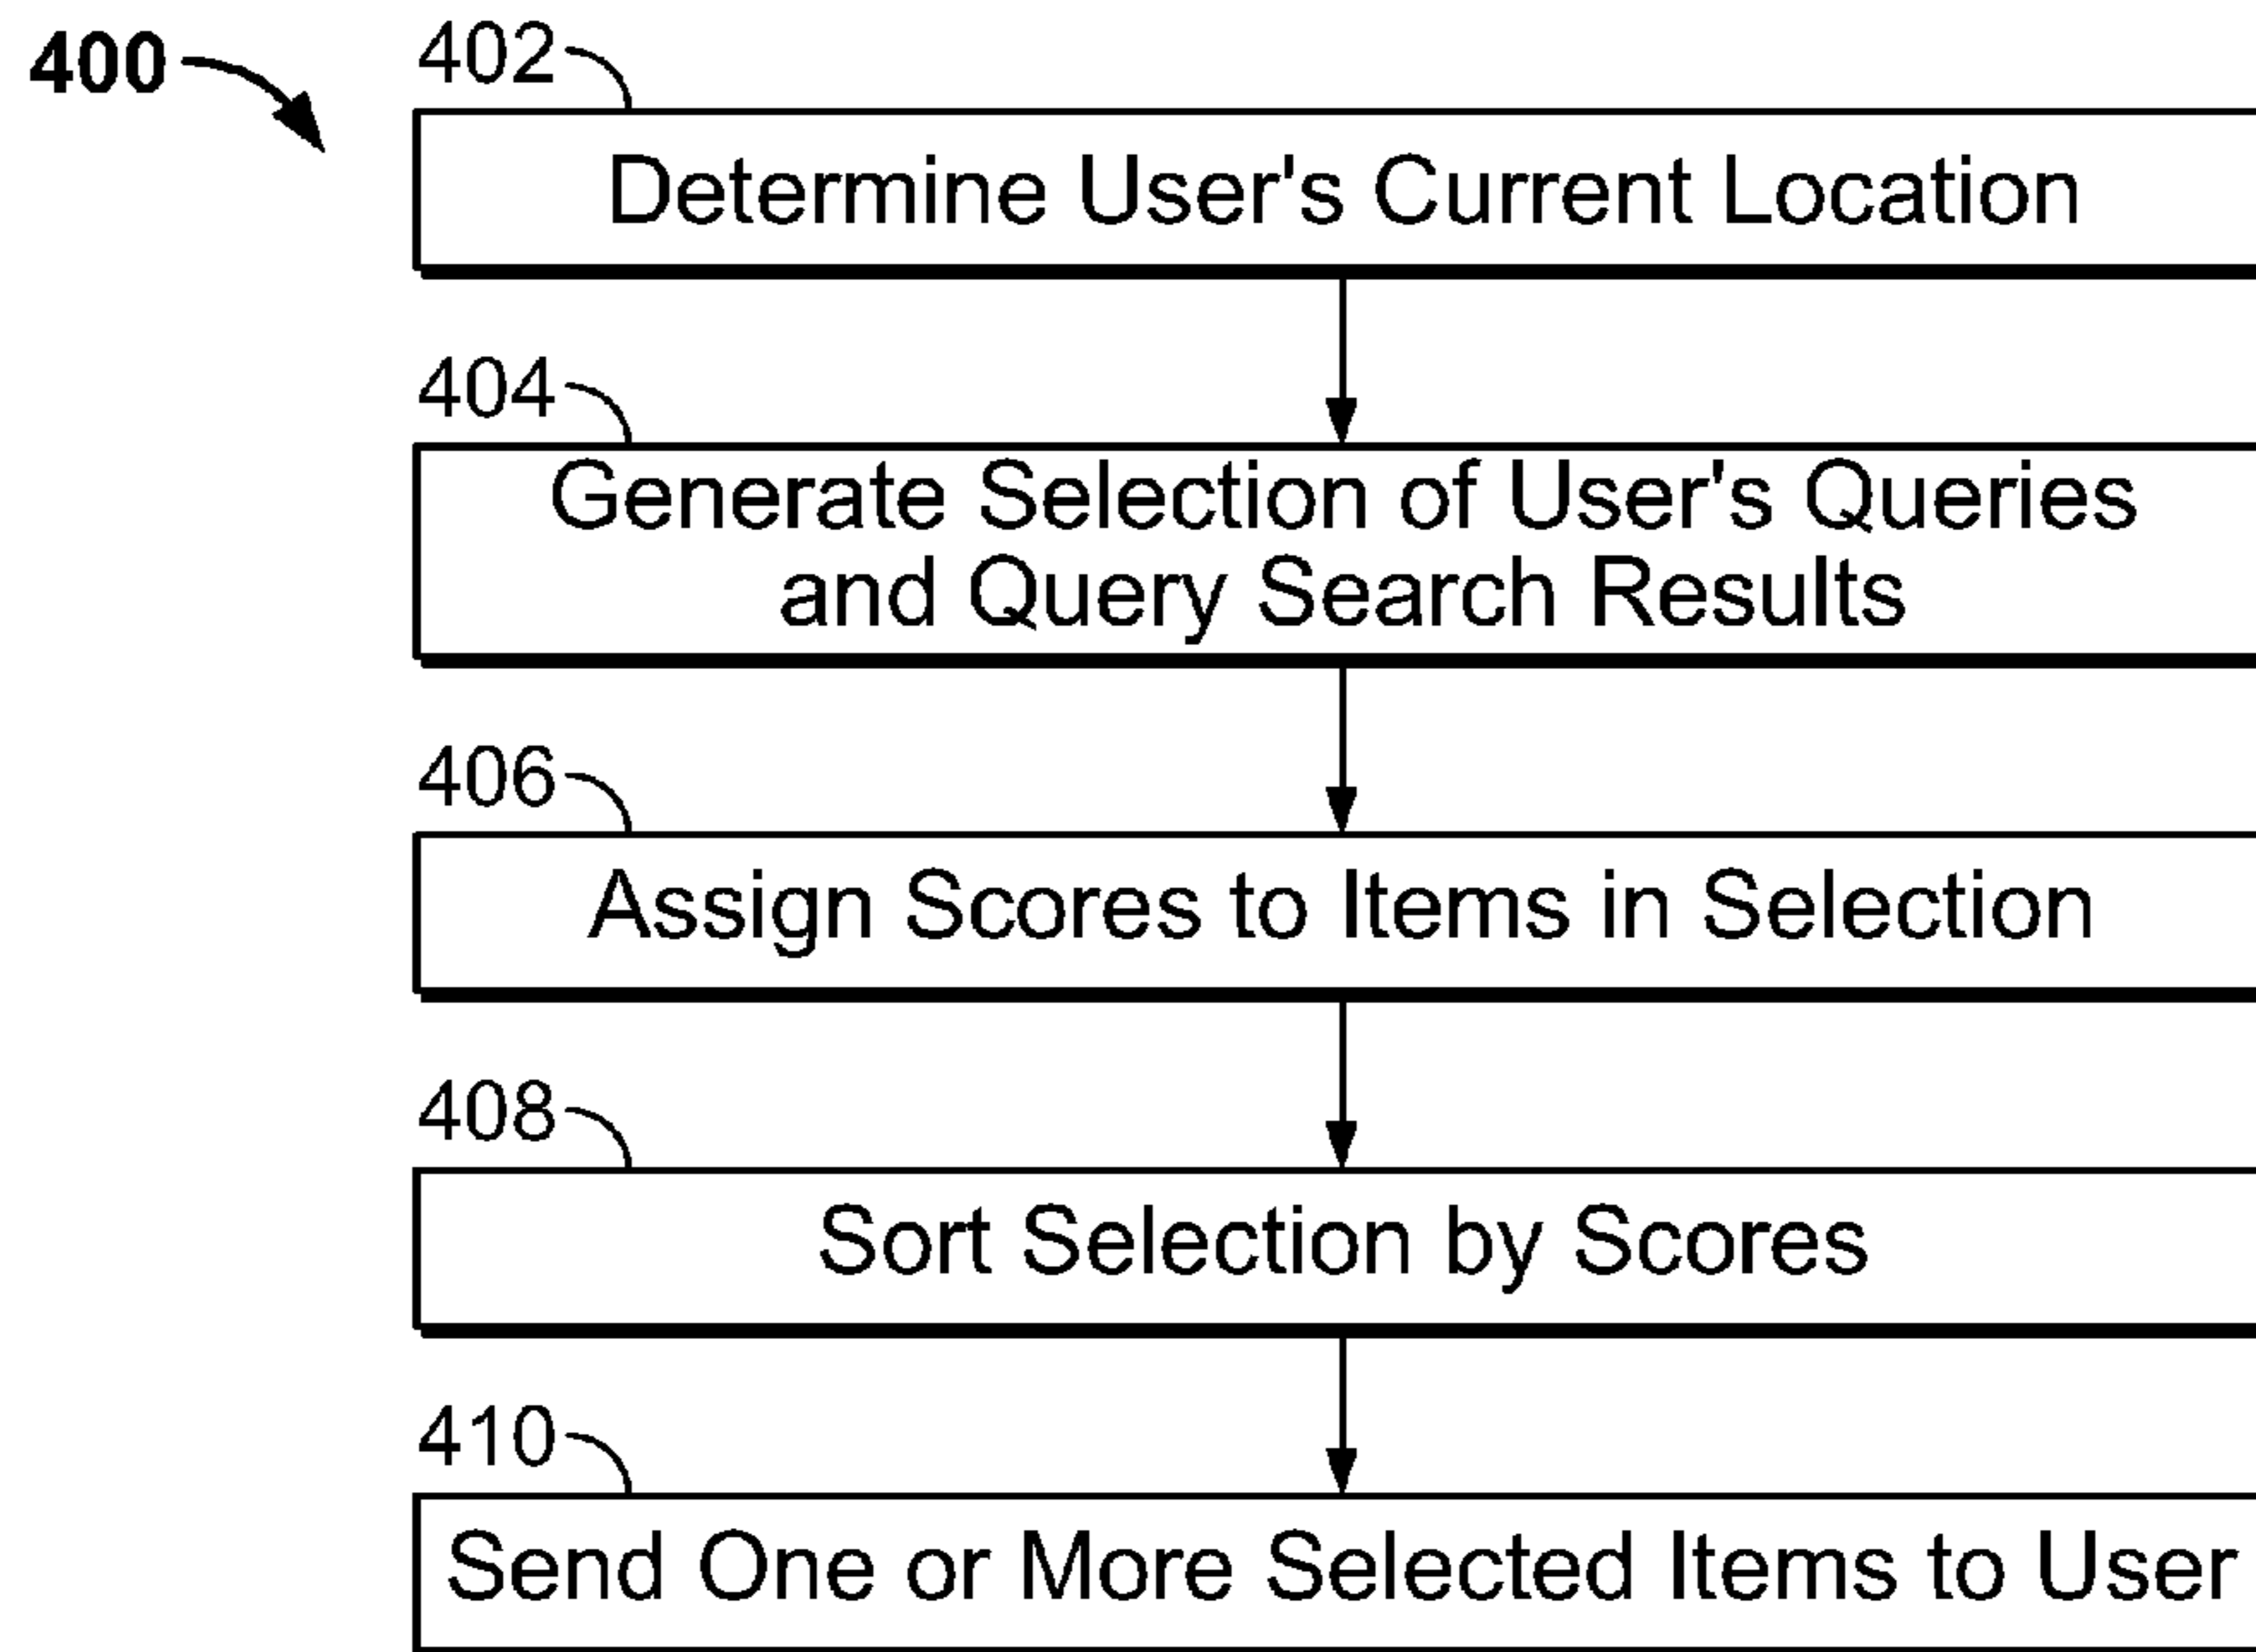 400
402
Determine User's Current Location
404
Generate Selection of User's Queries
and Query Search Results
406
Assign Scores to Items in Selection
408
Sort Selection by Scores
410
Send One or More Selected Items to User